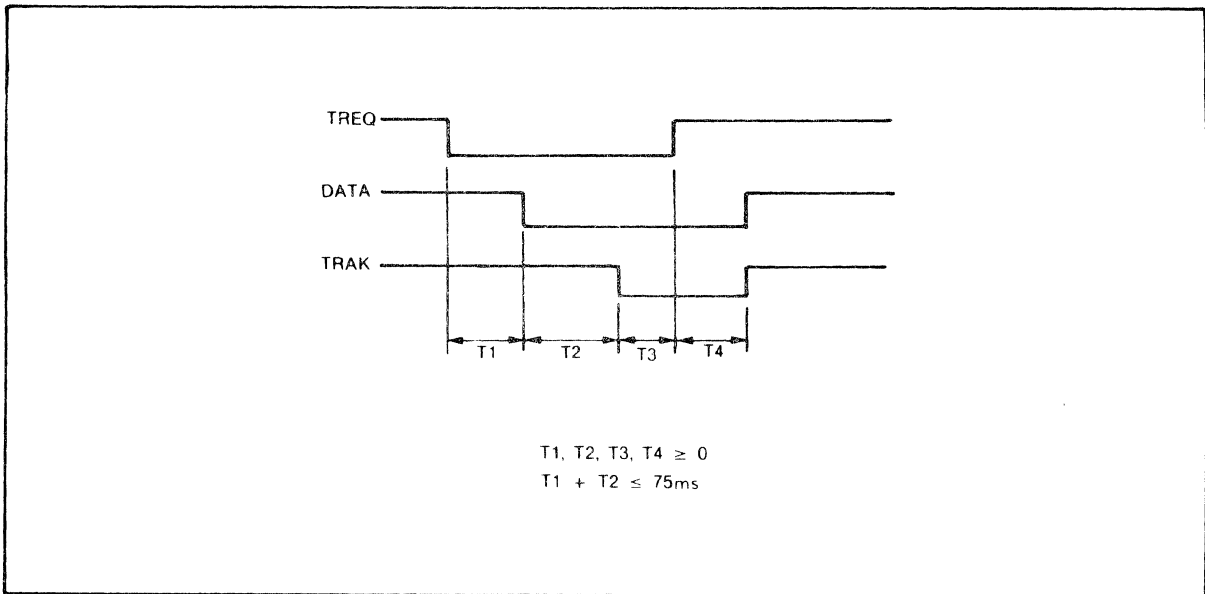 TREQ
DATA
TRAK
T1 T2 T3 T4
T1, T2, T3, T4 ≥ 0
T1 + T2 ≤ 75ms